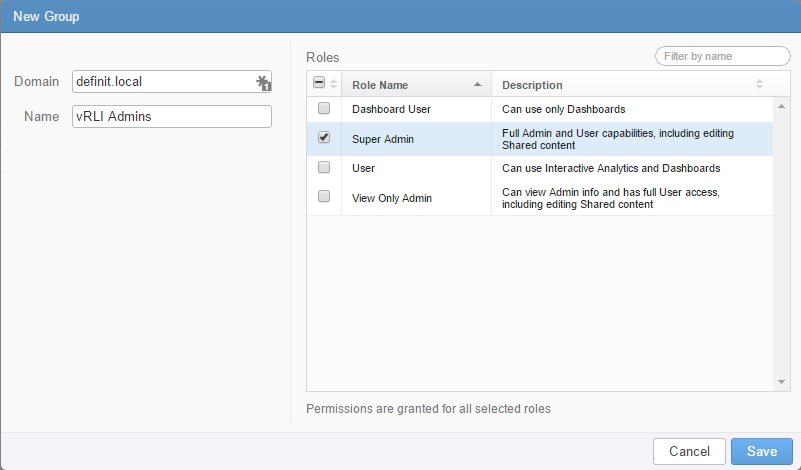 New Group
Domain
definit.local
1
Name
vRLI Admins
Roles
Filter by name
Role Name
Description
Dashboard User
Can use only Dashboards
Super Admin
Full Admin and User capabilities, including editing
Shared content
User
Can use Interactive Analytics and Dashboards
View Only Admin
Can view Admin info and has full User access,
including editing Shared content
Permissions are granted for all selected roles
Cancel
Save